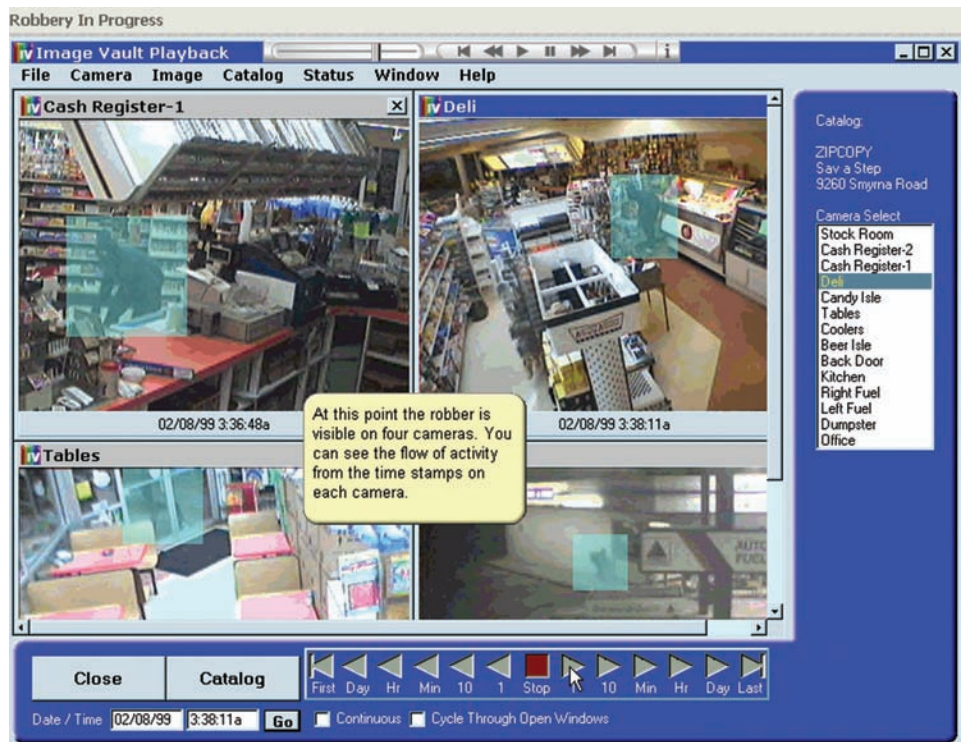 Robbery In Progress
iv Image Vault Playback
i
File Camera Image Catalog Status Window Help
iv Cash Register-1
iv Deli
02/08/99 3:36:48a
02/08/99 3:38:11a
iv Tables
At this point the robber is
visible on four cameras. You
can see the flow of activity
from the time stamps on
each camera.
AUTO
FUEL
Catalog:
ZIPCOPY
Sav a Step
9260 Smyrna Road
Camera Select
Stock Room
Cash Register-2
Cash Register-1
Deli
Candy Isle
Tables
Coolers
Beer Isle
Back Door
Kitchen
Right Fuel
Left Fuel
Dumpster
Office
Close
Catalog
First Day Hr Min 10 1 Stop 10 Min Hr Day Last
Date / Time 02/08/99 3:38:11a Go Continuous Cycle Through Open Windows